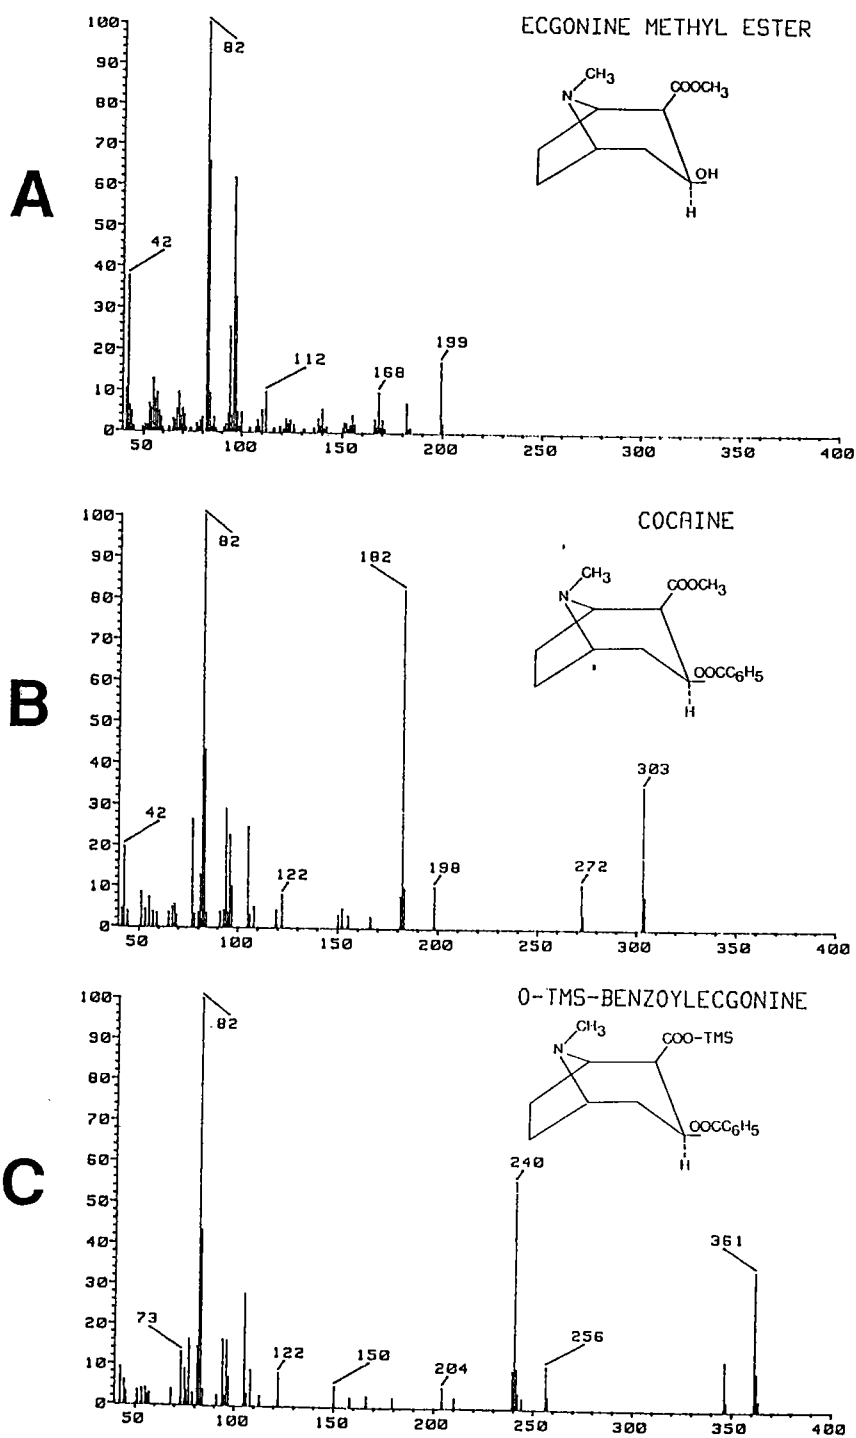 A
ECGONINE METHYL ESTER
N
CH3
COOCH3
OH
H
100
90
80
70
60
50
40
30
20
10
0
42
82
112
168
199
50 100 150 200 250 300 350 400
B
COCAINE
N
CH3
COOCH3
OOCC6H5
H
100
90
80
70
60
50
40
30
20
10
0
42
82
122
182
198
272
303
50 100 150 200 250 300 350 400
C
O-TMS-BENZOYLECGONINE
N
CH3
COO-TMS
OOCC6H5
H
100
90
80
70
60
50
40
30
20
10
0
73
82
122
150
204
240
256
361
50 100 150 200 250 300 350 400